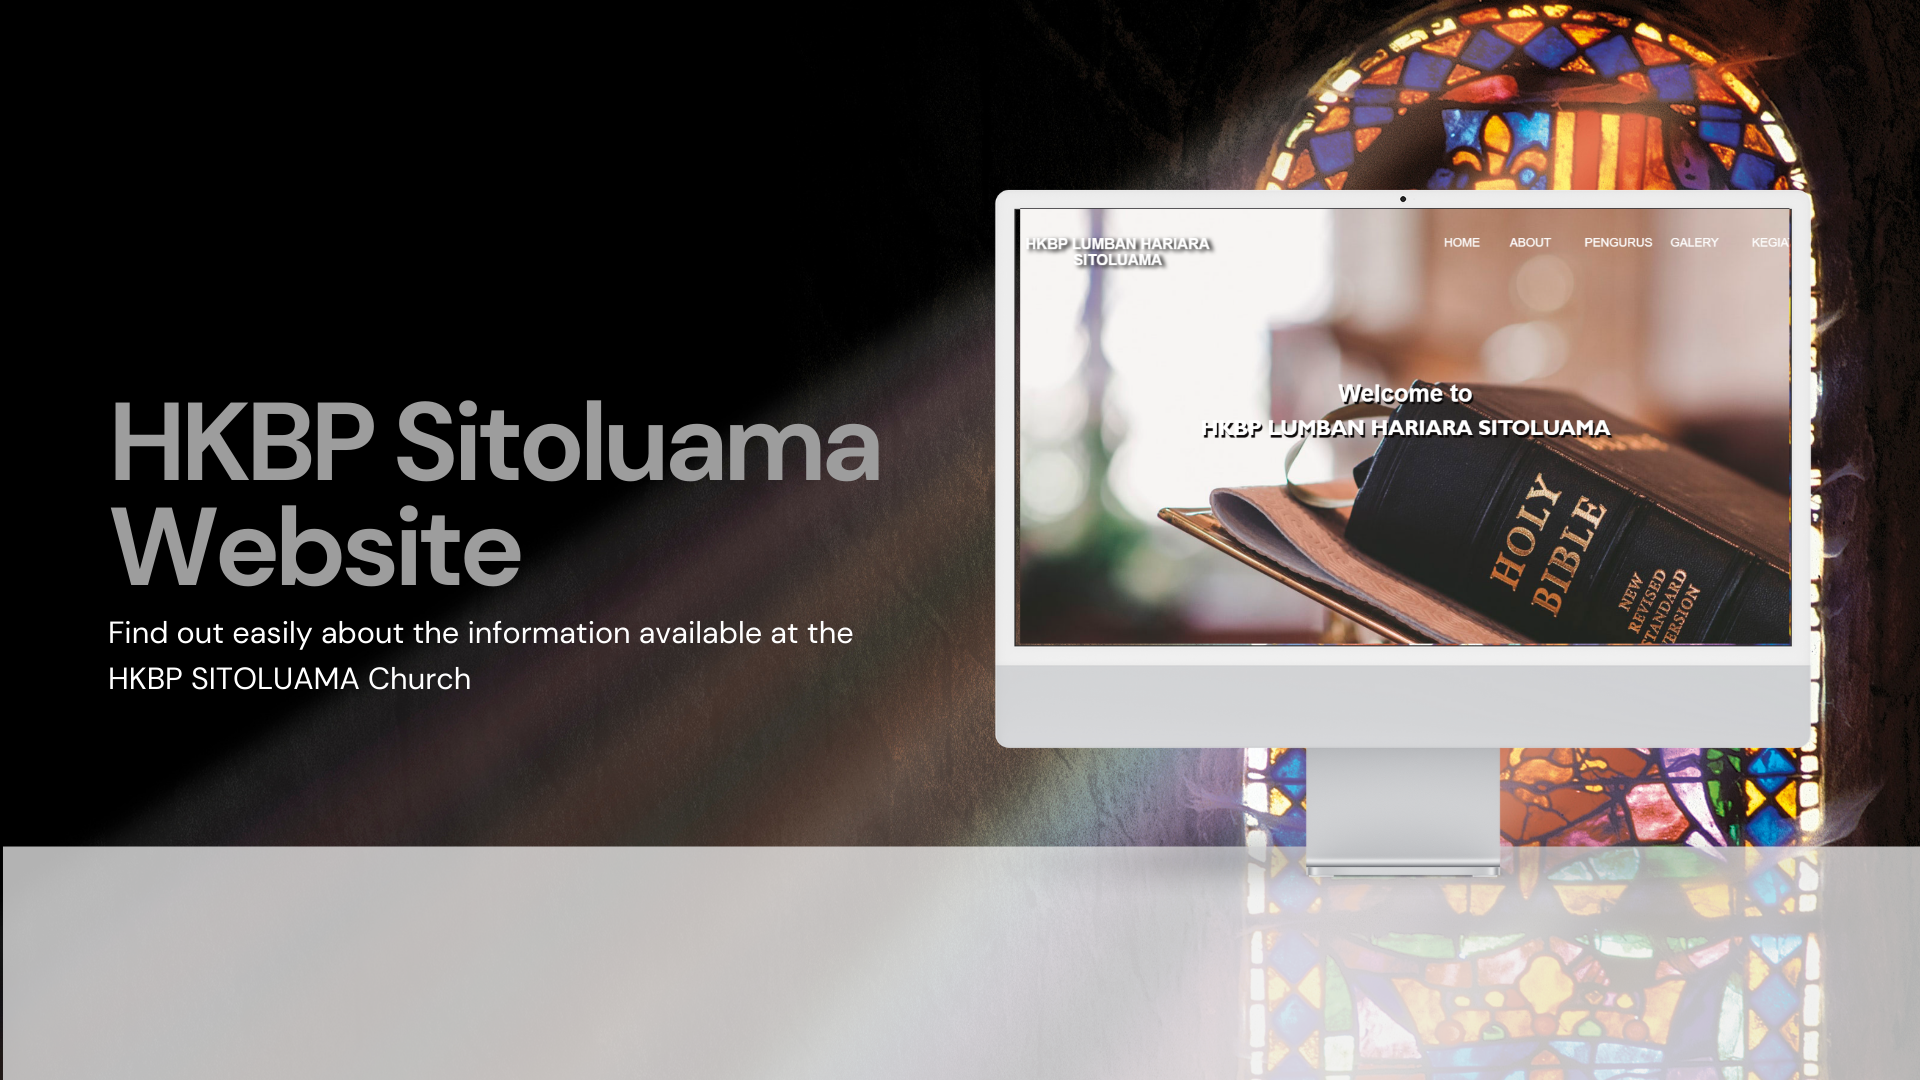 HKBP Sitoluama
Website
Find out easily about the information available at the
HKBP SITOLUAMA Church
HKBP LUMBAN HARIARA
SITOLUAMA
HOME ABOUT PENGURUS GALERY KEGIA
Welcome to
HKBP LUMBAN HARIARA SITOLUAMA
HOLY
BIBLE
NEW
REVISED
STANDARD
VERSION